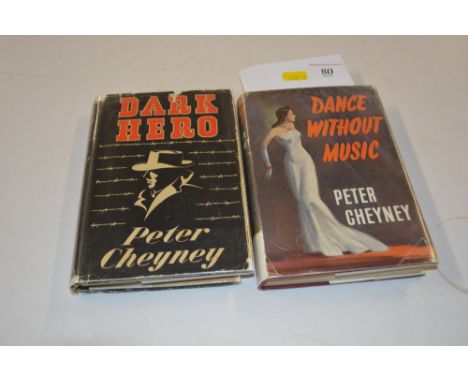 DARK
HERO
Peter
Cheyney
80
DANCE
WITHOUT
MUSIC
PETER
CHEYNEY